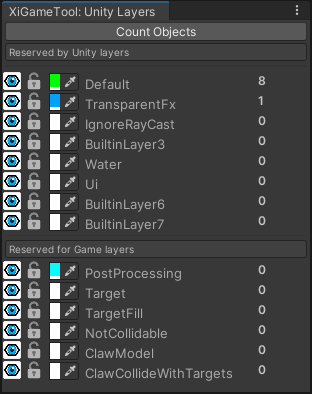 XiGameTool: Unity Layers
Count Objects
Reserved by Unity layers
Default 8
TransparentFx 1
IgnoreRayCast 0
BuiltinLayer3 0
Water 0
Ui 0
BuiltinLayer6 0
BuiltinLayer7 0
Reserved for Game layers
PostProcessing 0
Target 0
TargetFill 0
NotCollidable 0
ClawModel 0
ClawCollideWithTargets 0